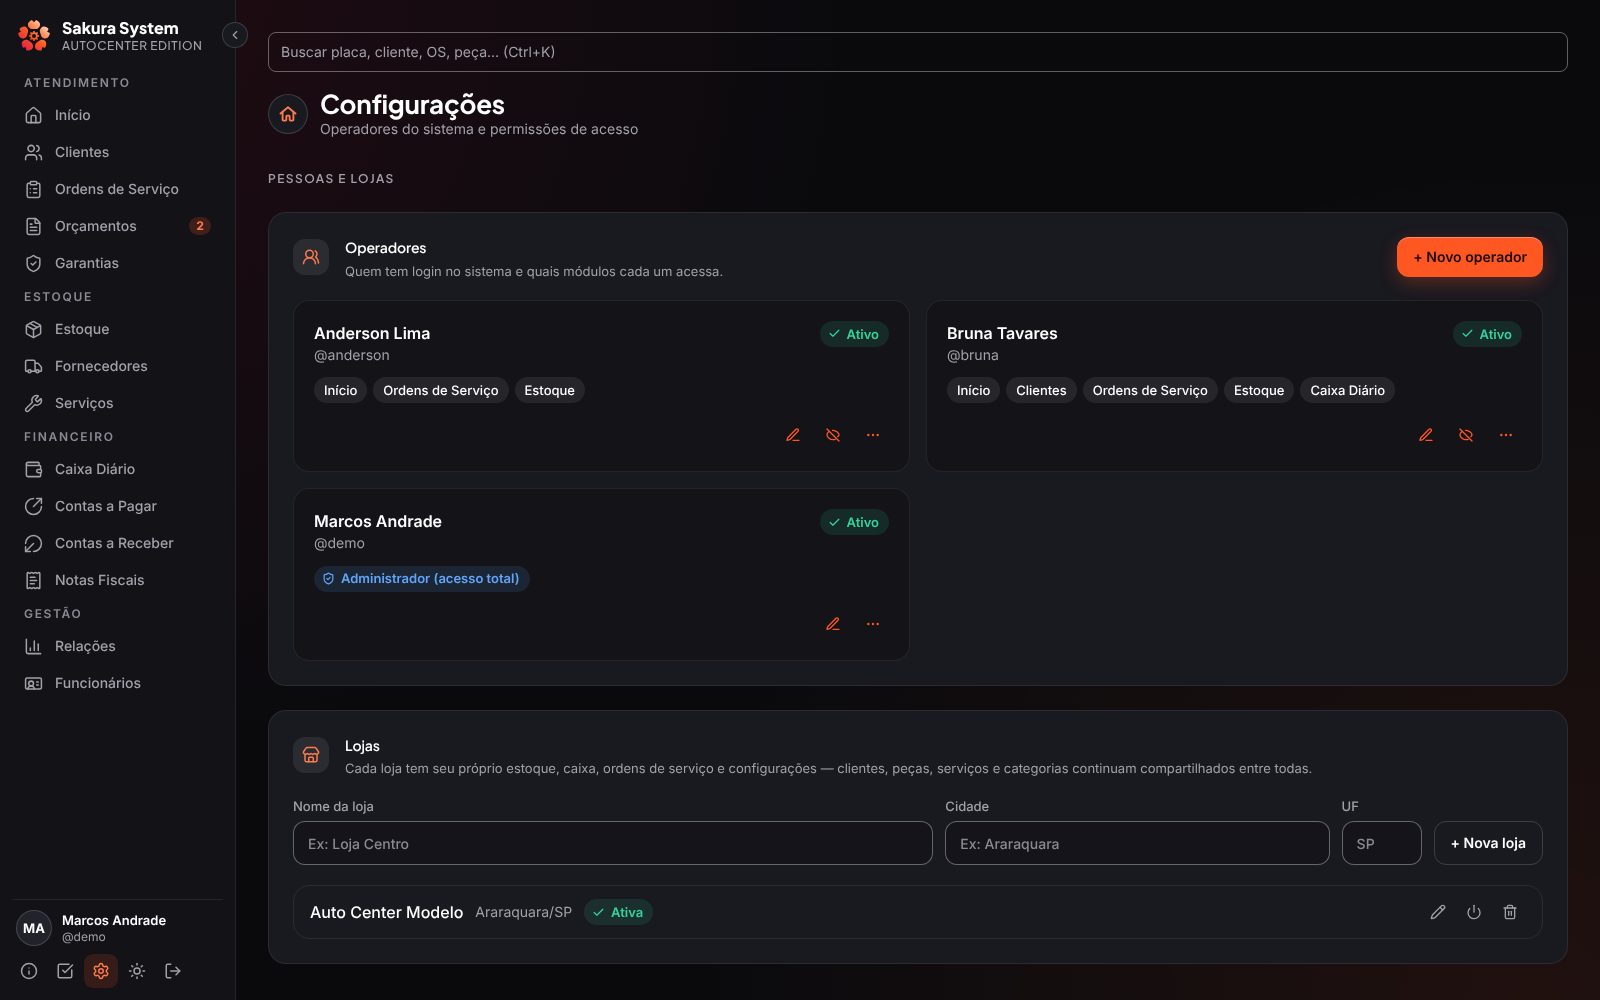 Sakura System
AUTOCENTER EDITION
ATENDIMENTO
Início
Clientes
Ordens de Serviço
Orçamentos 2
Garantias
ESTOQUE
Estoque
Fornecedores
Serviços
FINANCEIRO
Caixa Diário
Contas a Pagar
Contas a Receber
Notas Fiscais
GESTÃO
Relações
Funcionários
MA
Marcos Andrade
@demo
Buscar placa, cliente, OS, peça... (Ctrl+K)
Configurações
Operadores do sistema e permissões de acesso
PESSOAS E LOJAS
Operadores
Quem tem login no sistema e quais módulos cada um acessa.
+ Novo operador
Anderson Lima
Ativo
@anderson
Início Ordens de Serviço Estoque
Bruna Tavares
Ativo
@bruna
Início Clientes Ordens de Serviço Estoque Caixa Diário
Marcos Andrade
Ativo
@demo
Administrador (acesso total)
Lojas
Cada loja tem seu próprio estoque, caixa, ordens de serviço e configurações — clientes, peças, serviços e categorias continuam compartilhados entre todas.
Nome da loja
Ex: Loja Centro
Cidade
Ex: Araraquara
UF
SP
+ Nova loja
Auto Center Modelo Araraquara/SP Ativa